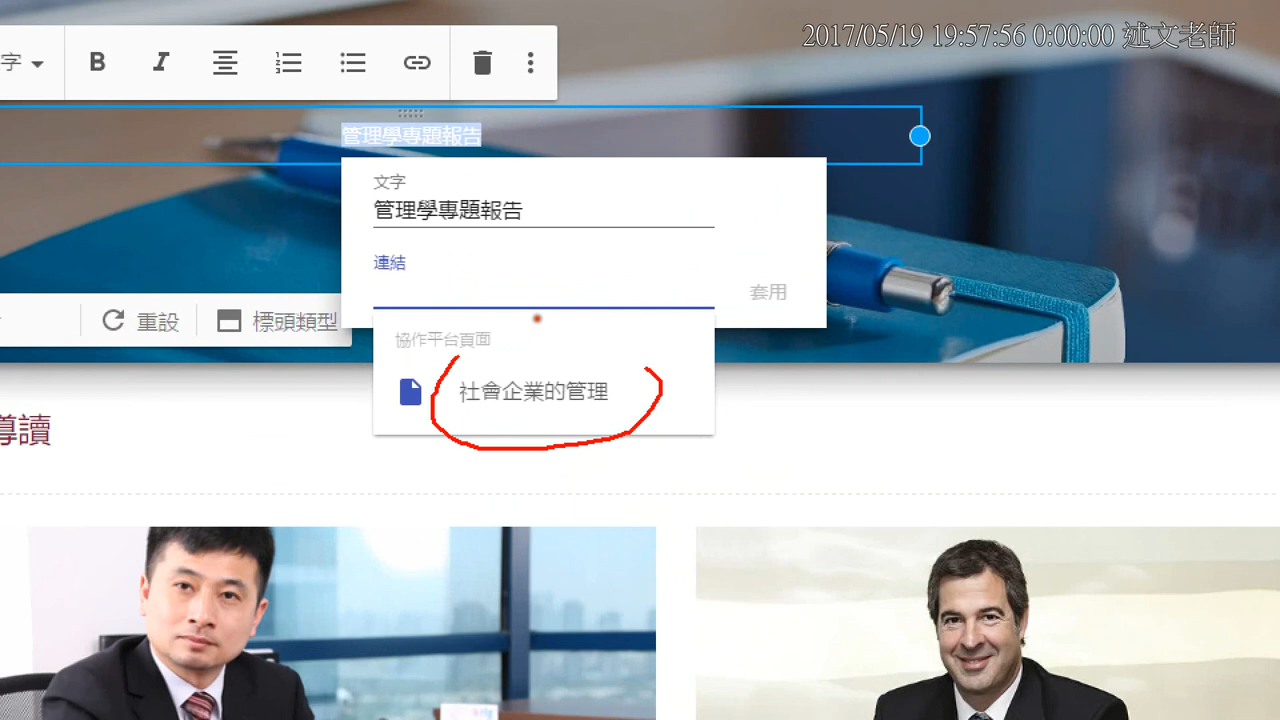 2017/05/19 19:57:56 0:00:00 述文老師
字
B I
管理學專題報告
文字
管理學專題報告
連結
套用
重設 標頭類型
協作平台頁面
社會企業的管理
導讀